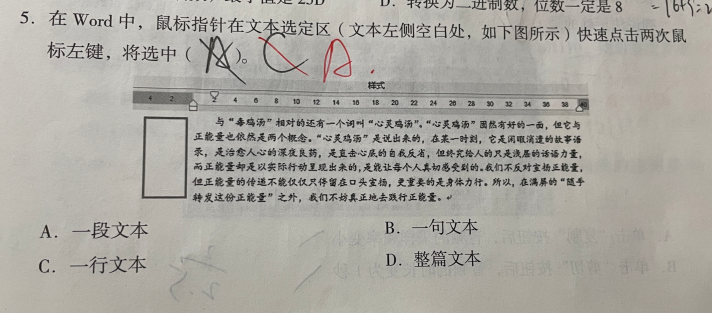 D. 转换为二进制数，位数一定是 8
5. 在 Word 中，鼠标指针在文本选定区（文本左侧空白处，如下图所示）快速点击两次鼠
标左键，将选中（A）。C A.
样式
4 2 2 4 6 8 10 12 14 16 18 20 22 24 26 28 30 32 34 36 38
与“毒鸡汤”相对的还有一个词叫“心灵鸡汤”。“心灵鸡汤”固然有好的一面，但它与
正能量也依然是两个概念。“心灵鸡汤”是说出来的，在某一时刻，它是闲暇消遣的故事语
录，是治愈人心的深夜良药，是直击心底的自我反省，但终究给人的只是浅层的话语力量，
而正能量却是以实际行动呈现出来的，是能让每个人真切感受到的。我们不反对宣扬正能量，
但正能量的传递不能仅仅只停留在口头宣扬，更重要的是身体力行。所以，在满屏的“随手
转发这份正能量”之外，我们不妨真正地去践行正能量。
A. 一段文本
B. 一句文本
C. 一行文本
D. 整篇文本